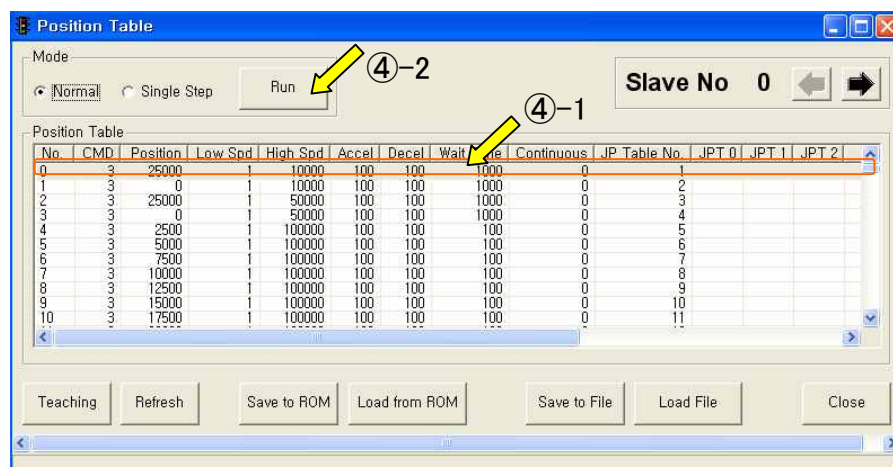 Position Table
④-2
Mode
Normal Single Step Run
Slave No 0
④-1
Position Table
No. CMD Position Low Spd High Spd Accel Decel Wait Continuous JP Table No. JPT 0 JPT 1 JPT 2
0 3 25000 1 10000 100 100 1000 0 1
1 3 0 1 10000 100 100 1000 0 2
2 3 25000 1 50000 100 100 1000 0 3
3 3 0 1 50000 100 100 1000 0 4
4 3 2500 1 100000 100 100 100 0 5
5 3 5000 1 100000 100 100 100 0 6
6 3 7500 1 100000 100 100 100 0 7
7 3 10000 1 100000 100 100 100 0 8
8 3 12500 1 100000 100 100 100 0 9
9 3 15000 1 100000 100 100 100 0 10
10 3 17500 1 100000 100 100 100 0 11
Teaching Refresh Save to ROM Load from ROM Save to File Load File Close